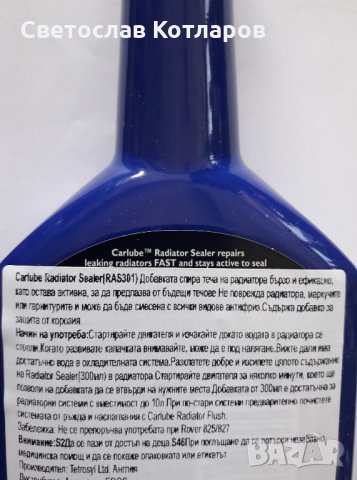 Светослав Котларов
Carlube™ Radiator Sealer repairs
leaking radiators FAST and stays active to seal
Carlube Radiator Sealer(RAS301) Добавката спира теча на радиатора бързо и ефикасно,
като остава активна, за да предпазва от бъдещи течове.Не поврежда радиатора, маркучите
или гарнитурите и може да бъде смесена с всички видове антифриз.Съдържа добавка за
защита от корозия.
Начин на употреба:Стартирайте двигателя и изчакайте докато водата в радиатора се
стопли.Когато развивате капачката внимавайте, може да е под налягане.Вижте дали има
достатъчно вода в охладителната система.Разклатете добре и изсипете цялото съдържание
на Radiator Sealer(300мл) в радиатора.Стартирайте двигателя за няколко минути, което ще
позволи на добавката да се втвърди на нужните места.Добавката от 300мл е достатъчна за
радиаторни системи с вместимост до 10л.При по-стари системи предварително почистете
системата от ръжда и наслагвания с Carlube Radiator Flush.
Забележка: Не се препоръчва употреба при Rover 825/827
Внимание:S2Да се пази от достъп на деца S46При поглъщане да се потърси незабавна
медицинска помощ и да се покаже опаковката или етикетът
Производител: Tetrosyl Ltd. Англия
bazar